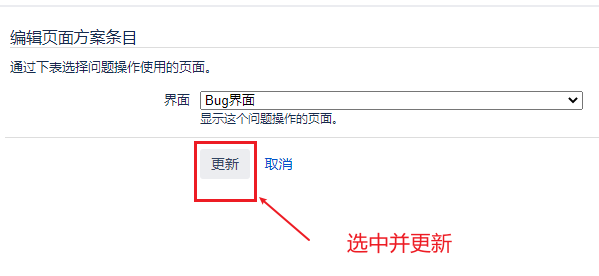 编辑页面方案条目
通过下表选择问题操作使用的页面。
界面 Bug界面
显示这个问题操作的页面。
更新 取消
选中并更新